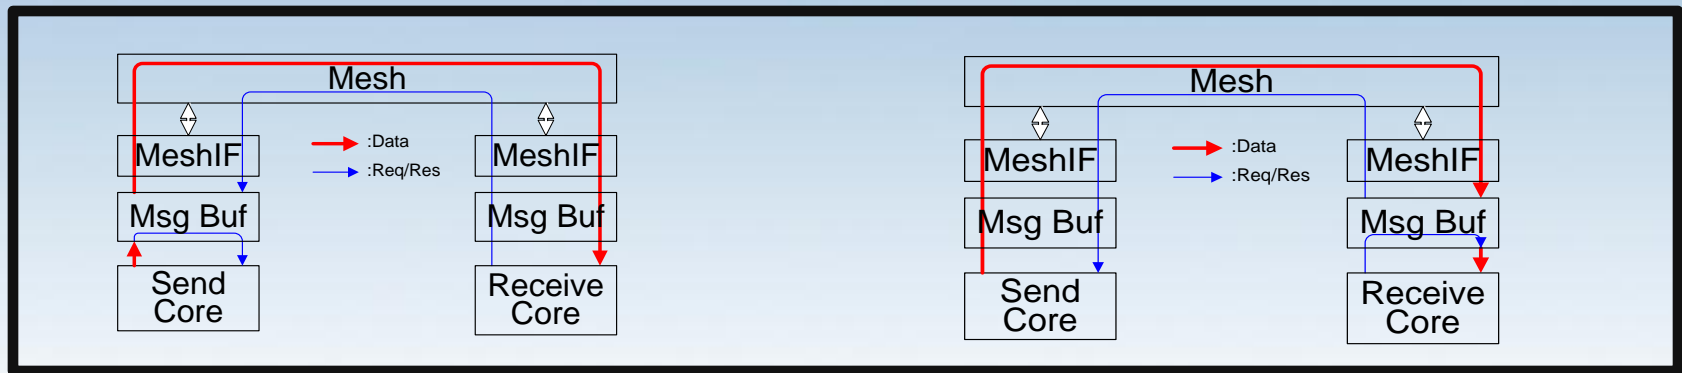 Mesh
MeshIF
:Data
MeshIF
:Req/Res
Msg Buf
Msg Buf
Send
Core
Receive
Core
Mesh
MeshIF
:Data
MeshIF
:Req/Res
Msg Buf
Msg Buf
Send
Core
Receive
Core